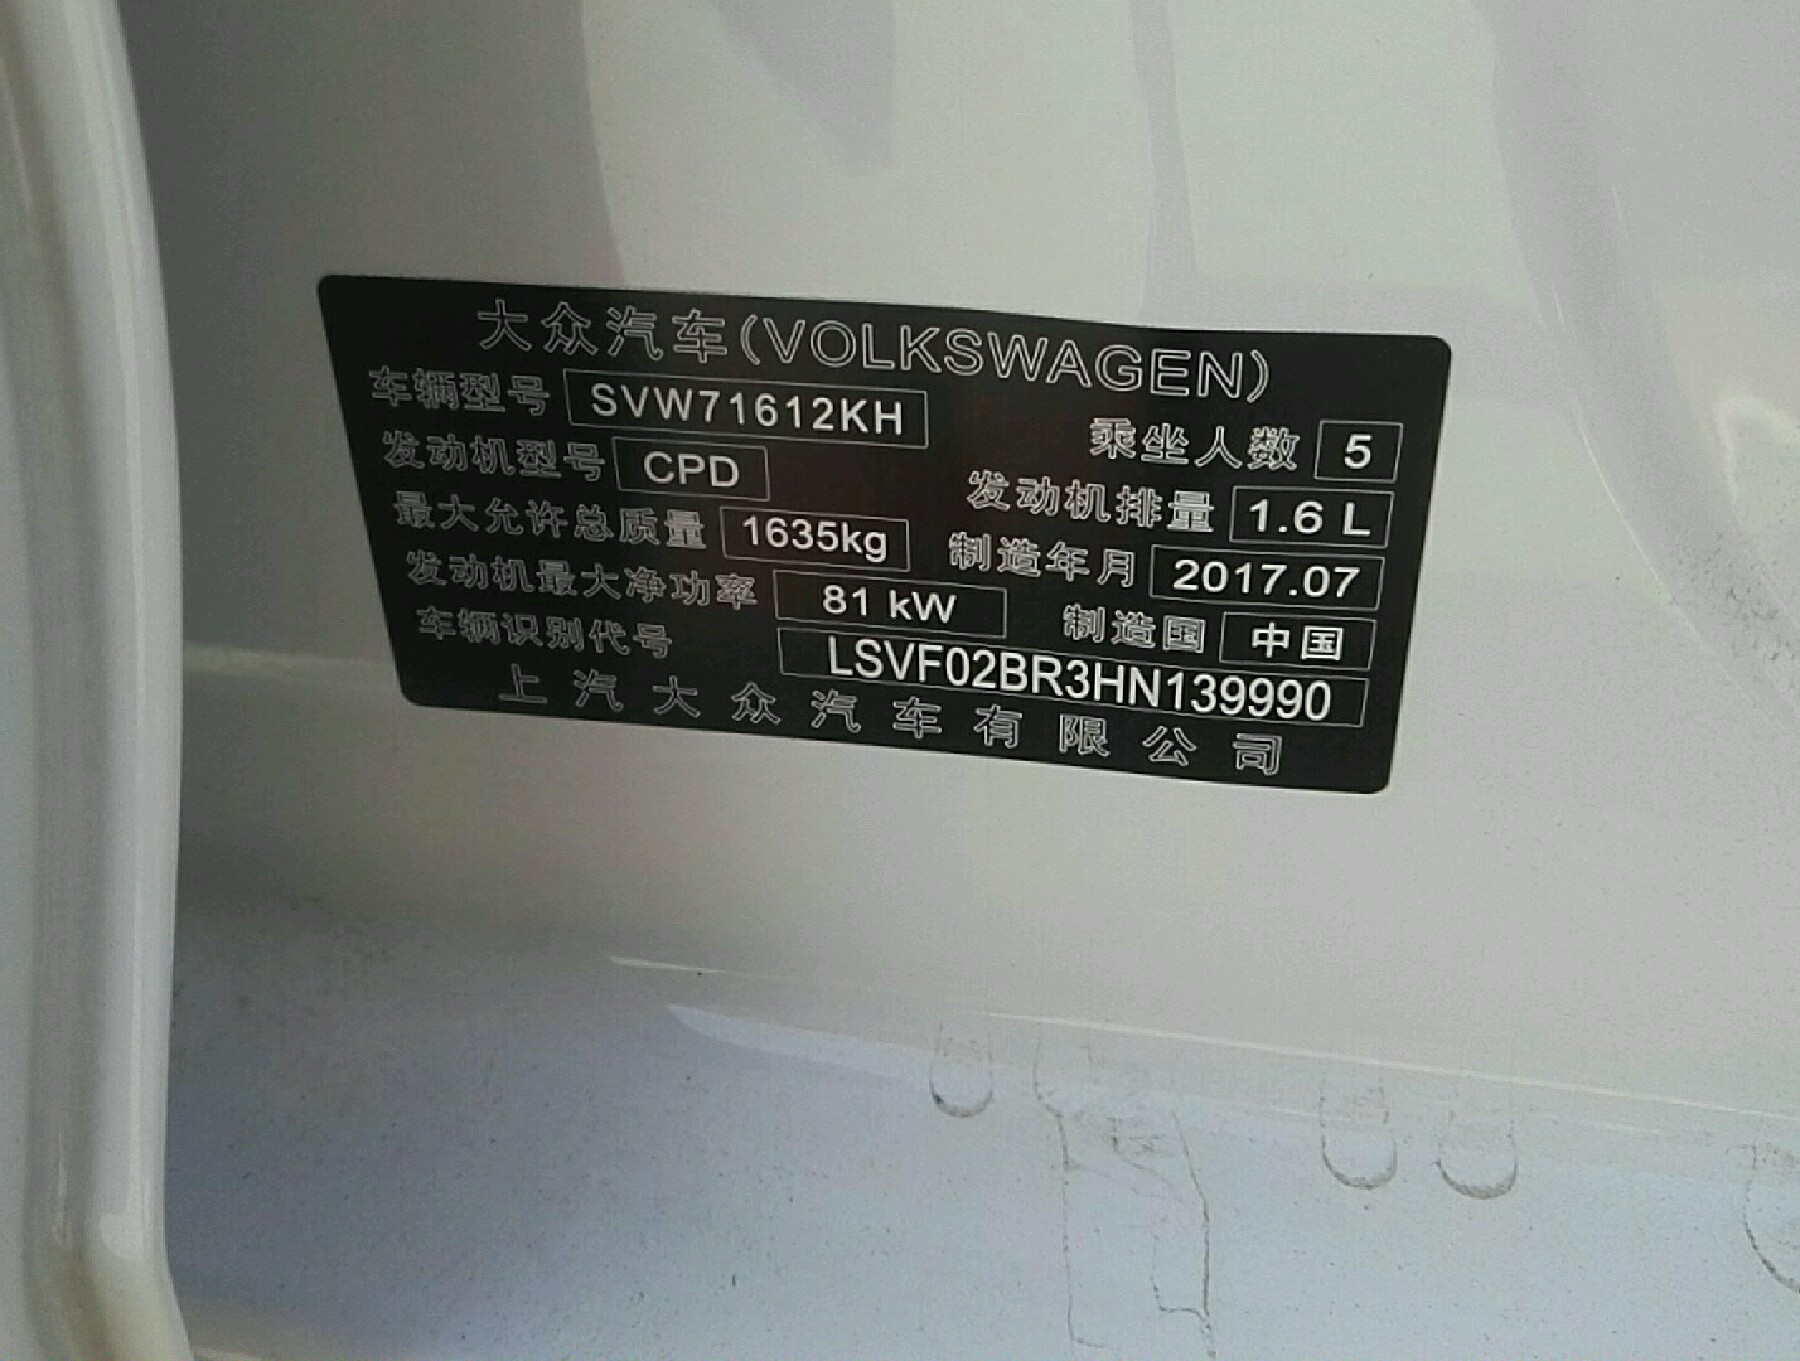 大众汽车(VOLKSWAGEN)
车辆型号 SVW71612KH 乘坐人数 5
发动机型号 CPD 发动机排量 1.6 L
最大允许总质量 1635kg 制造年月 2017.07
发动机最大净功率 81 kW 制造国 中国
车辆识别代号 LSVF02BR3HN139990
上汽大众汽车有限公司